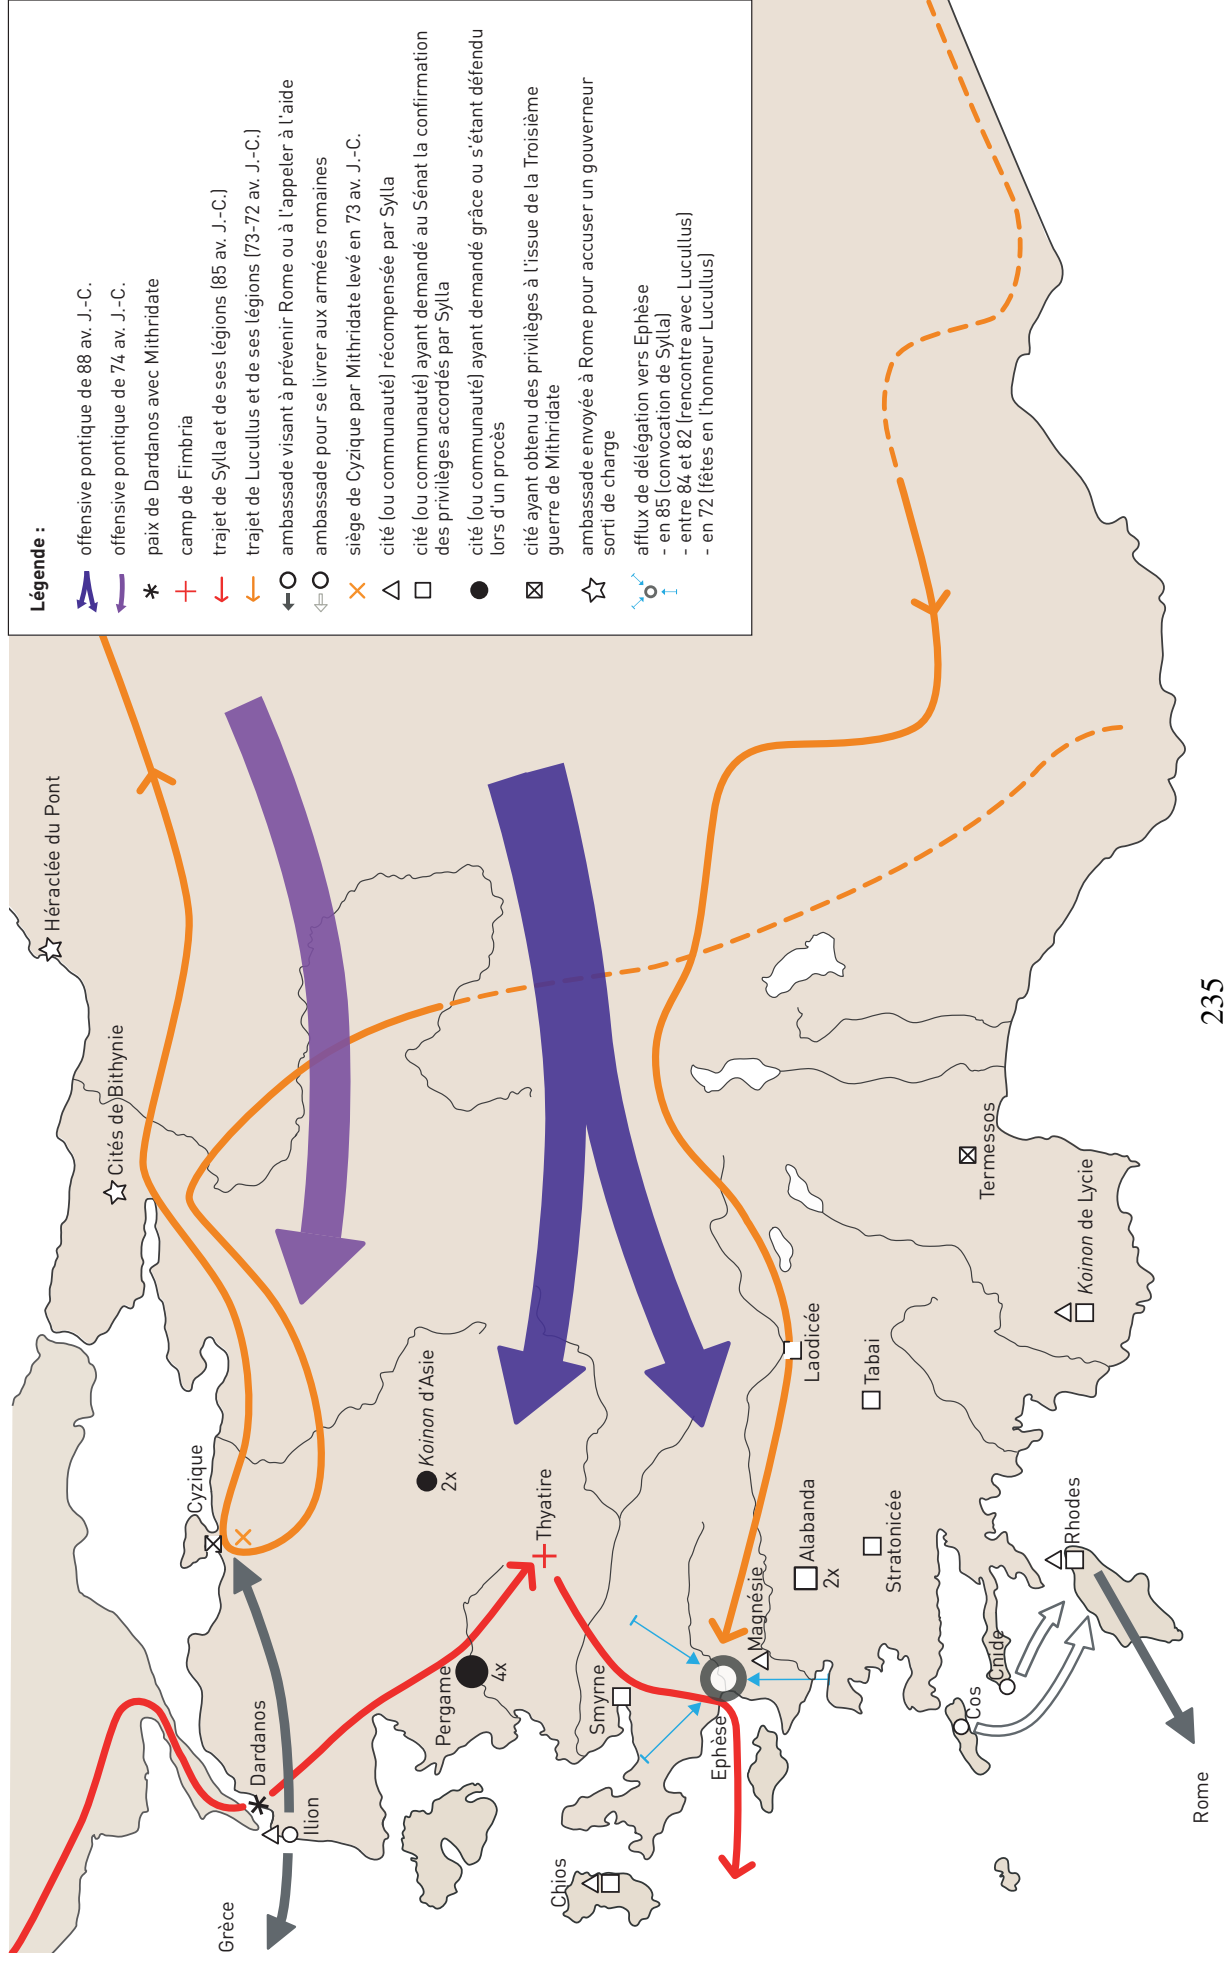 Légende :
offensive pontique de 88 av. J.-C.
offensive pontique de 74 av. J.-C.
paix de Dardanos avec Mithridate
camp de Fimbria
trajet de Sylla et de ses légions (85 av. J.-C.)
trajet de Lucullus et de ses légions (73-72 av. J.-C.)
ambassade visant à prévenir Rome ou à l'appeler à l'aide
ambassade pour se livrer aux armées romaines
siège de Cyzique par Mithridate levé en 73 av. J.-C.
cité (ou communauté) récompensée par Sylla
cité (ou communauté) ayant demandé au Sénat la confirmation
des privilèges accordés par Sylla
cité (ou communauté) ayant demandé grâce ou s'étant défendu
lors d'un procès
cité ayant obtenu des privilèges à l'issue de la Troisième
guerre de Mithridate
ambassade envoyée à Rome pour accuser un gouverneur
sorti de charge
afflux de délégation vers Ephèse
- en 85 (convocation de Sylla)
- entre 84 et 82 (rencontre avec Lucullus)
- en 72 (fêtes en l'honneur Lucullus)
Héraclée du Pont
Cités de Bithynie
Cyzique
Dardanos
Grèce
Ilion
Koinon d'Asie
2x
Pergame
4x
Thyatire
Smyrne
Chios
Ephèse
Magnésie
Alabanda
2x
Laodicée
Tabai
Stratonicée
Termessos
Koinon de Lycie
Rhodes
Cnide
Cos
Rome
235